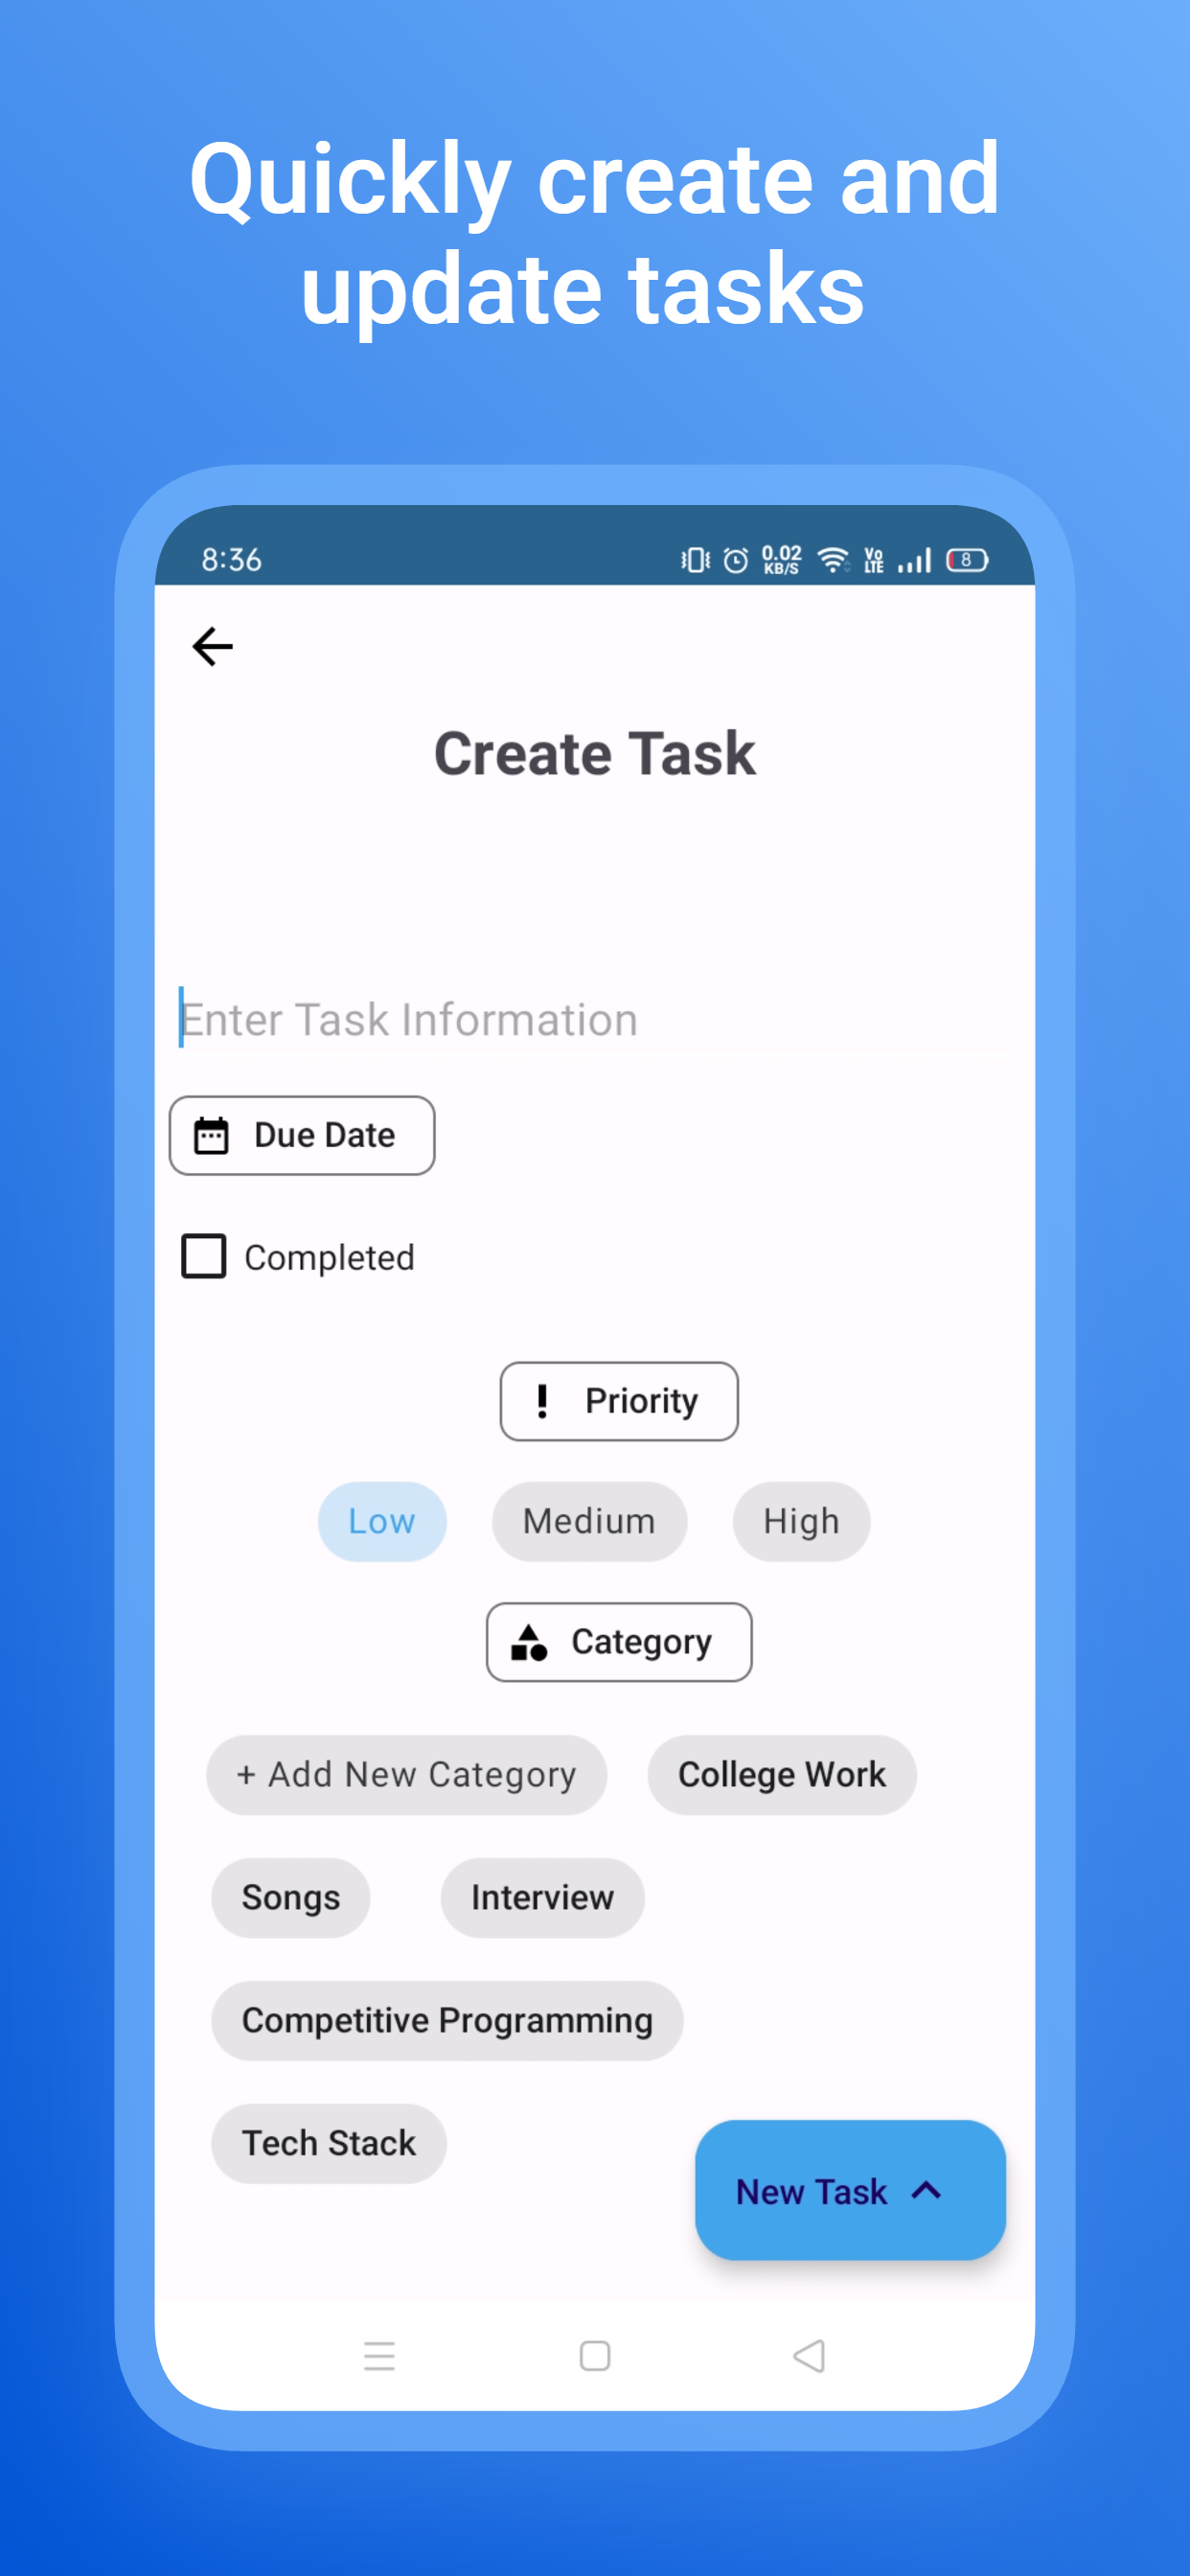 Quickly create and
update tasks
8:36
0.02
KB/S
Vo
LTE
8
Create Task
Enter Task Information
Due Date
Completed
Priority
Low Medium High
Category
+ Add New Category College Work
Songs Interview
Competitive Programming
Tech Stack
New Task